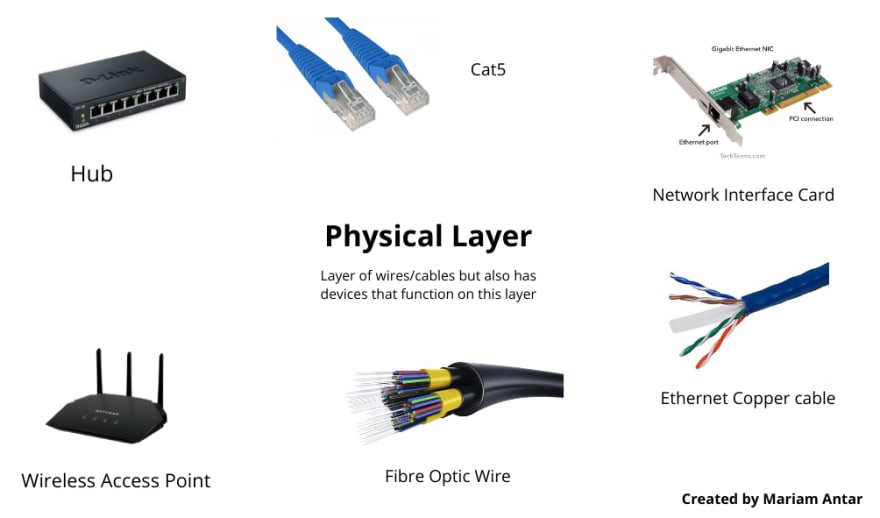 D-Link
Hub
Cat5
Gigabit Ethernet NIC
Ethernet port
PCI connection
TechTerms.com
Network Interface Card
Physical Layer
Layer of wires/cables but also has
devices that function on this layer
Ethernet Copper cable
NETGEAR
Wireless Access Point
Fibre Optic Wire
Created by Mariam Antar